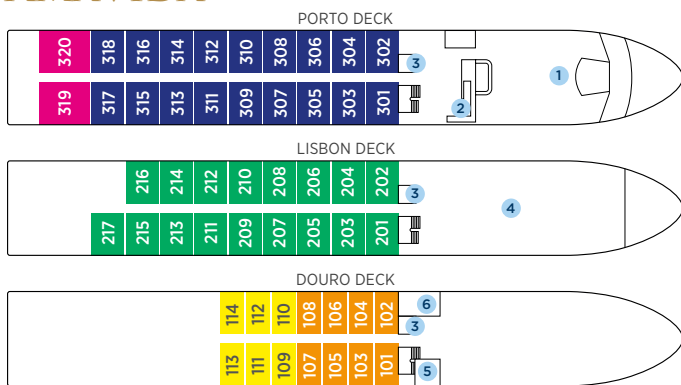 PORTO DECK
320 318 316 314 312 310 308 306 304 302 3 1
319 317 315 313 311 309 307 305 303 301 2
LISBON DECK
216 214 212 210 208 206 204 202 3 4
217 215 213 211 209 207 205 203 201
DOURO DECK
114 112 110 108 106 104 102 6 3
113 111 109 107 105 103 101 5